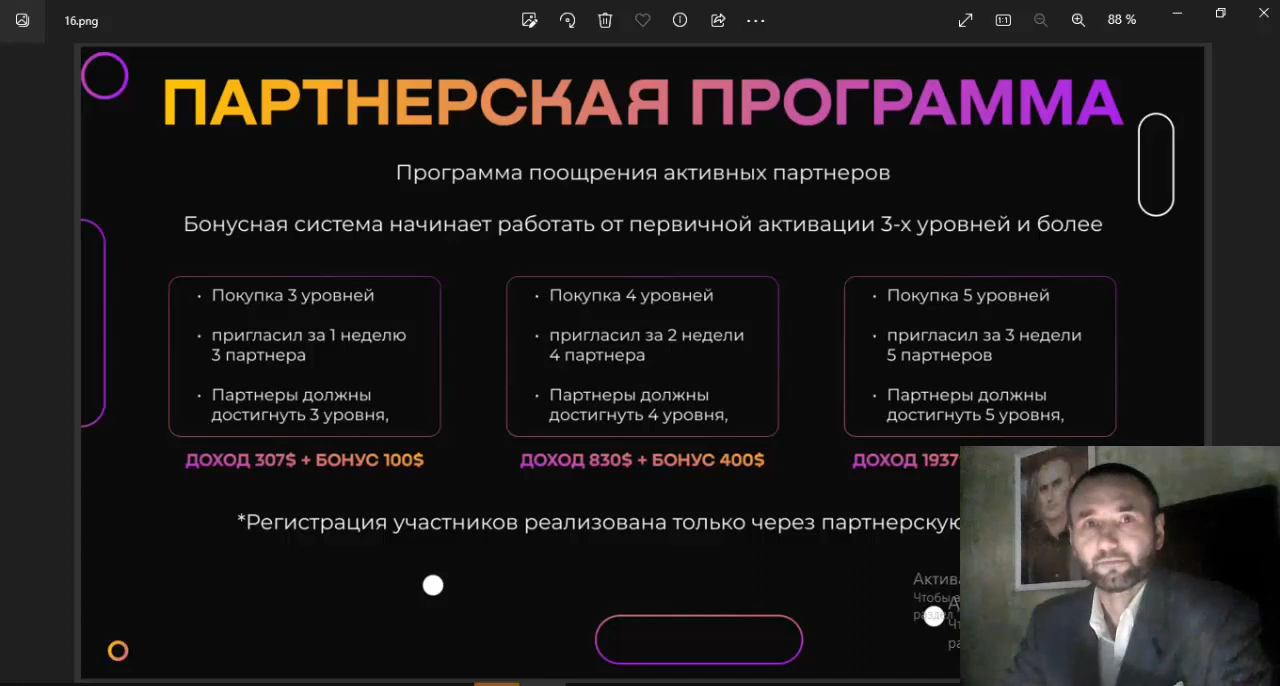 16.png
88 %
ПАРТНЕРСКАЯ ПРОГРАММА
Программа поощрения активных партнеров
Бонусная система начинает работать от первичной активации 3-х уровней и более
• Покупка 3 уровней
• пригласил за 1 неделю
3 партнера
• Партнеры должны
достигнуть 3 уровня,
ДОХОД 307$ + БОНУС 100$
• Покупка 4 уровней
• пригласил за 2 недели
4 партнера
• Партнеры должны
достигнуть 4 уровня,
ДОХОД 830$ + БОНУС 400$
• Покупка 5 уровней
• пригласил за 3 недели
5 партнеров
• Партнеры должны
достигнуть 5 уровня,
ДОХОД 1937
*Регистрация участников реализована только через партнерскую